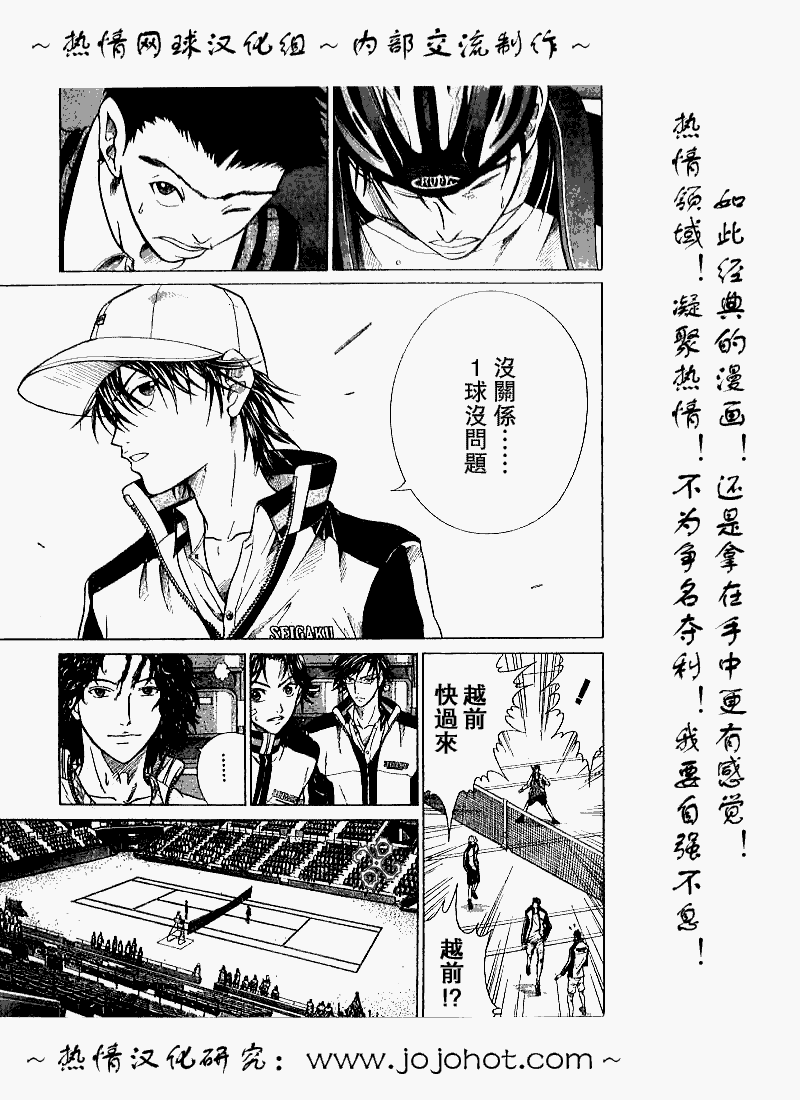 ~热情网球汉化组~内部交流制作~
如此经典的漫画！还是拿在手中更有感觉！
热情领域！凝聚热情！不为争名夺利！我要自强不息！
沒關係……
1球沒問題
SEIGAKU
……
越前
快過來
！
越前!?
~热情汉化研究：www.jojohot.com~